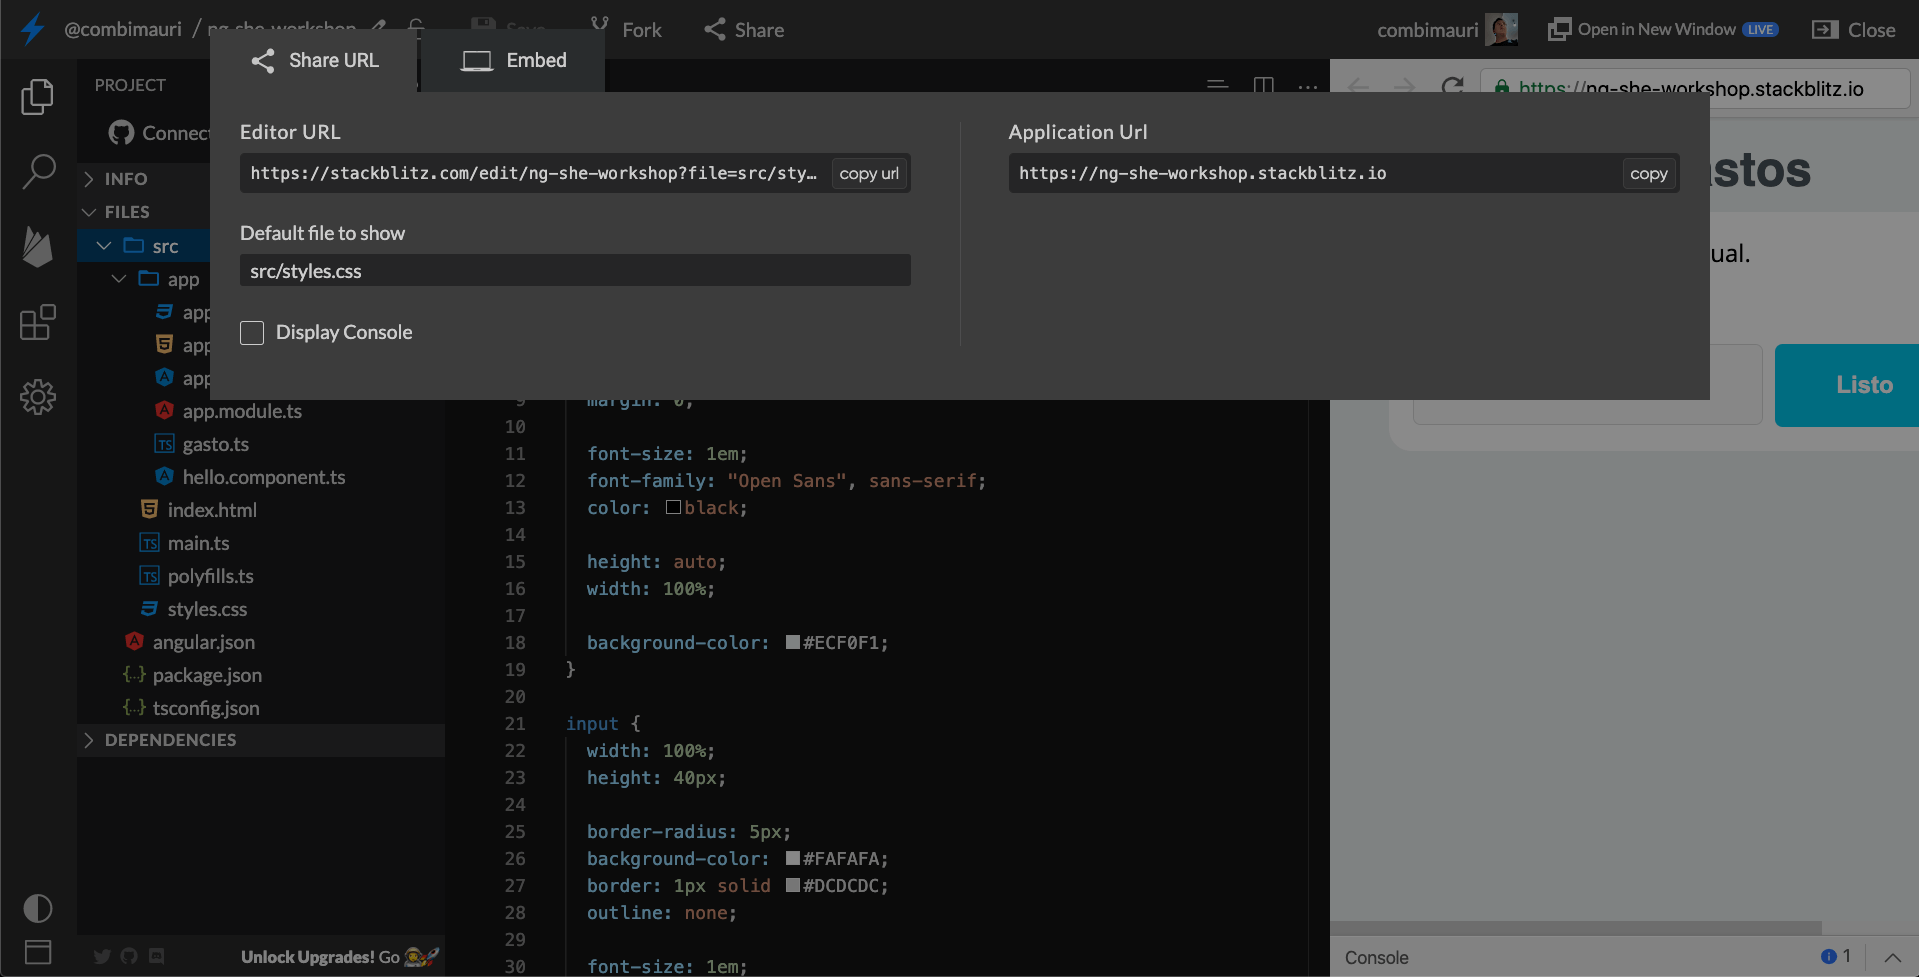 @combimauri / ng-she-workshop
Save
Fork
Share
combimauri
Open in New Window LIVE
Close
Share URL
Embed
PROJECT
https://ng-she-workshop.stackblitz.io
Editor URL
https://stackblitz.com/edit/ng-she-workshop?file=src/sty…
copy url
Default file to show
src/styles.css
Display Console
Application Url
https://ng-she-workshop.stackblitz.io
copy
Connect
INFO
FILES
src
app
app
app
app
app.module.ts
gasto.ts
hello.component.ts
index.html
main.ts
polyfills.ts
styles.css
angular.json
package.json
tsconfig.json
DEPENDENCIES
Unlock Upgrades! Go
9 margin: 0;
10
11 font-size: 1em;
12 font-family: "Open Sans", sans-serif;
13 color: black;
14
15 height: auto;
16 width: 100%;
17
18 background-color: #ECF0F1;
19 }
20
21 input {
22 width: 100%;
23 height: 40px;
24
25 border-radius: 5px;
26 background-color: #FAFAFA;
27 border: 1px solid #DCDCDC;
28 outline: none;
29
30 font-size: 1em;
astos
ual.
Listo
Console
1